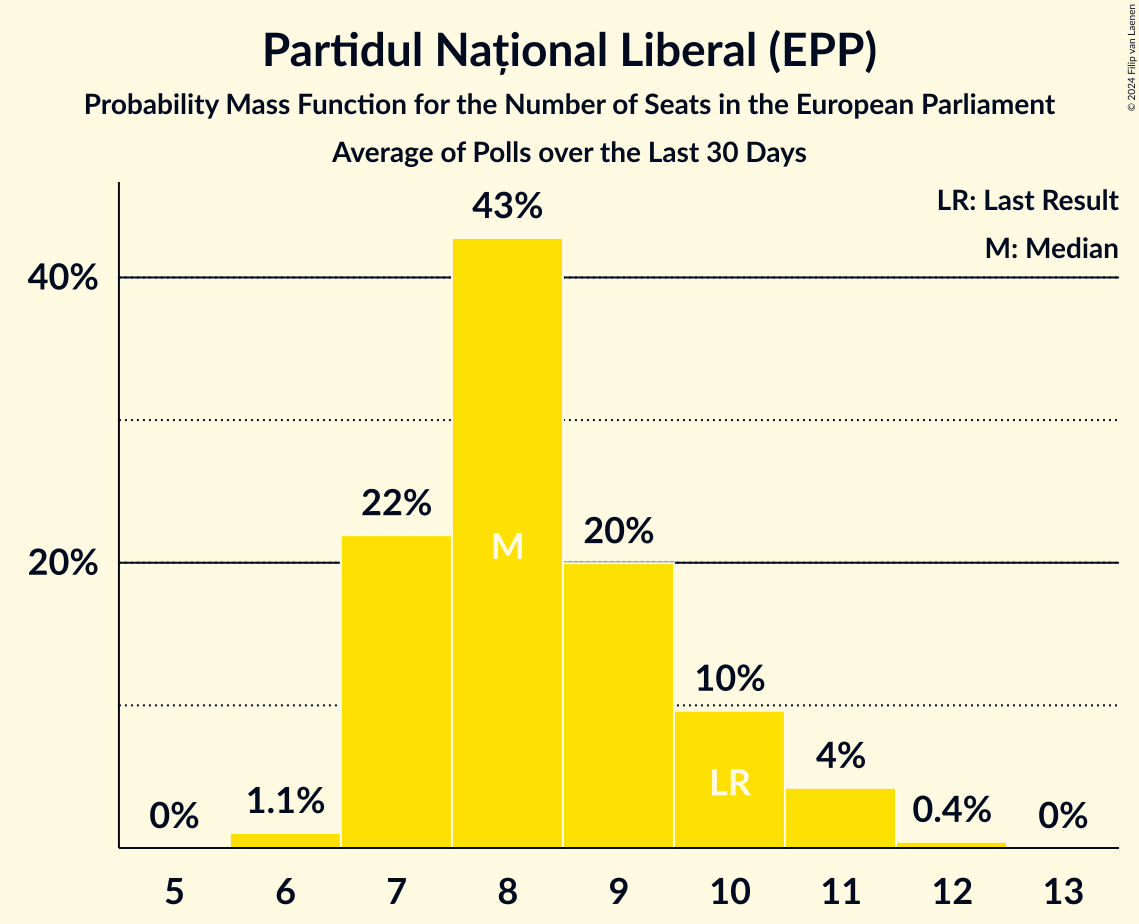 Partidul Național Liberal (EPP)
Probability Mass Function for the Number of Seats in the European Parliament
Average of Polls over the Last 30 Days
© 2024 Filip van Laenen
LR: Last Result
M: Median
40%
20%
0%
1.1%
22%
43%
20%
10%
4%
0.4%
0%
M
LR
5 6 7 8 9 10 11 12 13